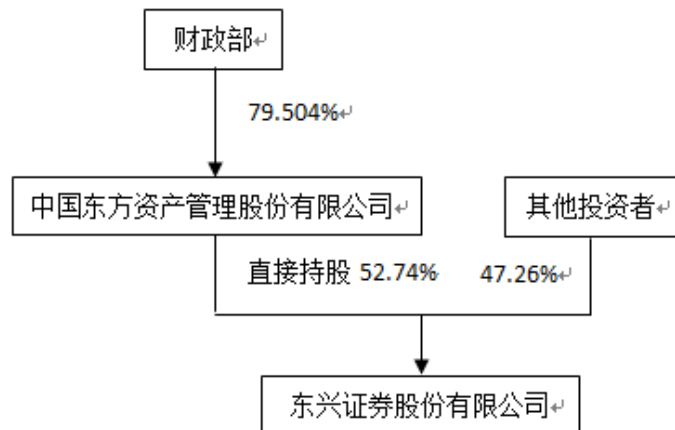 财政部
79.504%
中国东方资产管理股份有限公司
其他投资者
直接持股 52.74%
47.26%
东兴证券股份有限公司